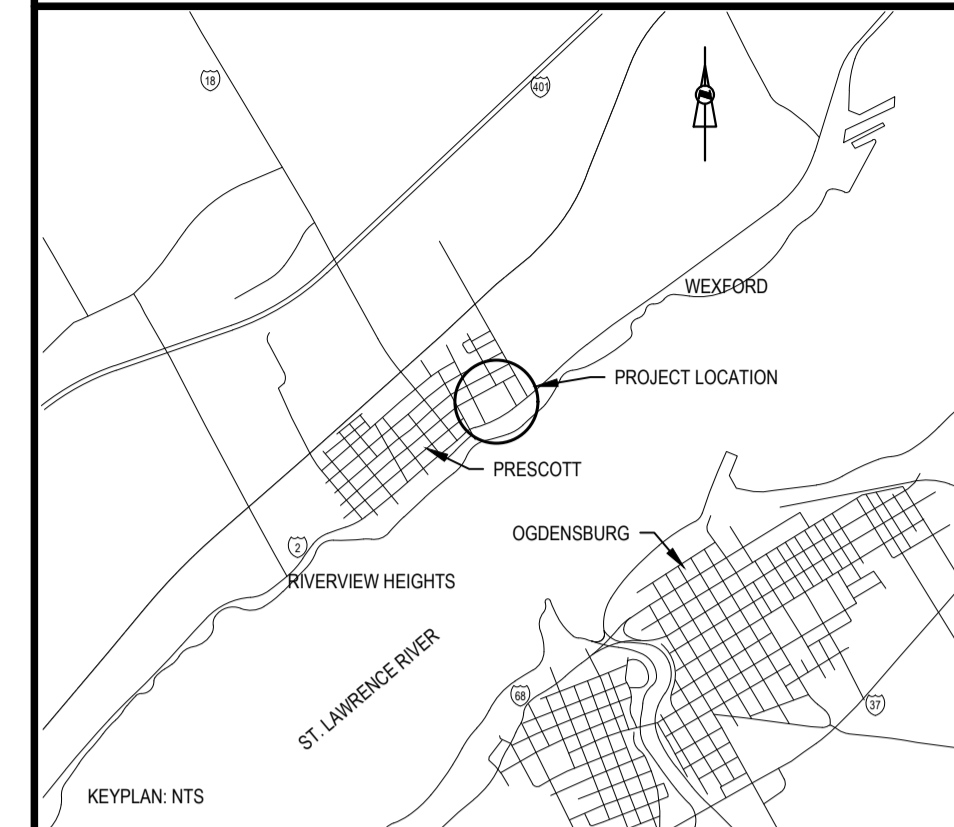 18
401
WEXFORD
PROJECT LOCATION
PRESCOTT
OGDENSBURG
2
RIVERVIEW HEIGHTS
ST. LAWRENCE RIVER
68
37
KEYPLAN: NTS